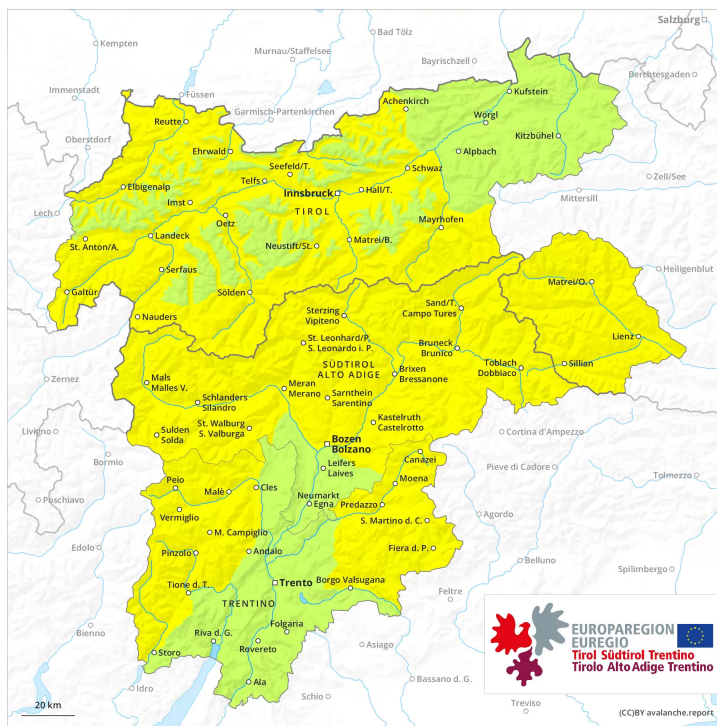 Salzburg
Kempten
Bad Tölz
Murnau/Staffelsee
Bayrischzell
Berchtesgaden
Immenstadt
Füssen
Garmisch-Partenkirchen
Achenkirch
Kufstein
Reutte
Wörgl
Oberstdorf
Ehrwald
Kitzbühel
Seefeld/T.
Alpbach
Telfs
Schwaz
Zell/See
Elbigenalp
Innsbruck
Hall/T.
Mittersill
Lech
Imst
TIROL
Oetz
Mayrhofen
St. Anton/A.
Landeck
Neustift/St.
Matrei/B.
Serfaus
Heiligenblut
Galtür
Sölden
Matrei/O.
Nauders
Sterzing
Vipiteno
Sand/T.
Campo Tures
Lienz
St. Leonhard/P.
S. Leonardo i. P.
Bruneck
Brunico
Sillian
SÜDTIROL
ALTO ADIGE
Toblach
Dobbiaco
Zernez
Mals
Malles V.
Meran
Merano
Brixen
Bressanone
Schlanders
Silandro
Sarnthein
Sarentino
Kastelruth
Castelrotto
Livigno
Sulden
Solda
St. Walburg
S. Valburga
Bozen
Bolzano
Cortina d'Ampezzo
Bormio
Canazei
Leifers
Laives
Pieve di Cadore
Tolmezzo
Poschiavo
Peio
Malè
Cles
Moena
Neumarkt
Egna
Predazzo
Vermiglio
S. Martino d. C.
Agordo
M. Campiglio
Edolo
Pinzolo
Andalo
Fiera d. P.
Belluno
Spilimbergo
Tione d. T.
Trento
Borgo Valsugana
Feltre
TRENTINO
Bienno
Riva d. G.
Folgaria
Storo
Rovereto
Asiago
Bassano d. G.
Idro
Ala
Schio
Treviso
EUROPAREGION
EUREGIO
Tirol Südtirol Trentino
Tirolo Alto Adige Trentino
20 km
(CC)BY avalanche.report